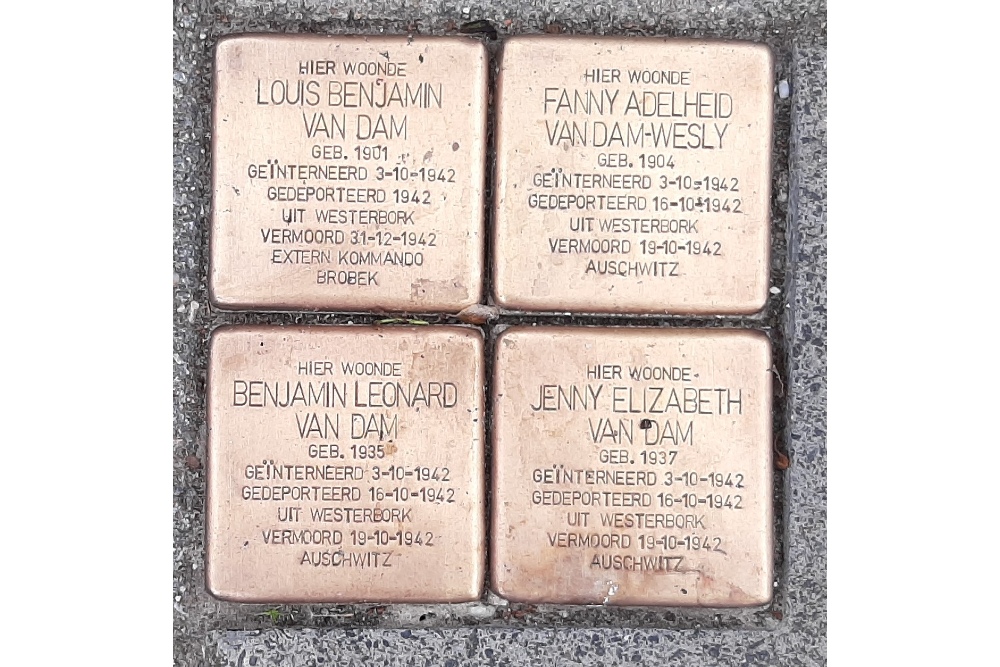 HIER WOONDE
LOUIS BENJAMIN
VAN DAM
GEB. 1901
GEÏNTERNEERD 3-10-1942
GEDEPORTEERD 1942
UIT WESTERBORK
VERMOORD 31-12-1942
EXTERN KOMMANDO
BROBEK
HIER WOONDE
FANNY ADELHEID
VAN DAM-WESLY
GEB. 1904
GEÏNTERNEERD 3-10-1942
GEDEPORTEERD 16-10-1942
UIT WESTERBORK
VERMOORD 19-10-1942
AUSCHWITZ
HIER WOONDE
BENJAMIN LEONARD
VAN DAM
GEB. 1935
GEÏNTERNEERD 3-10-1942
GEDEPORTEERD 16-10-1942
UIT WESTERBORK
VERMOORD 19-10-1942
AUSCHWITZ
HIER WOONDE
JENNY ELIZABETH
VAN DAM
GEB. 1937
GEÏNTERNEERD 3-10-1942
GEDEPORTEERD 16-10-1942
UIT WESTERBORK
VERMOORD 19-10-1942
AUSCHWITZ